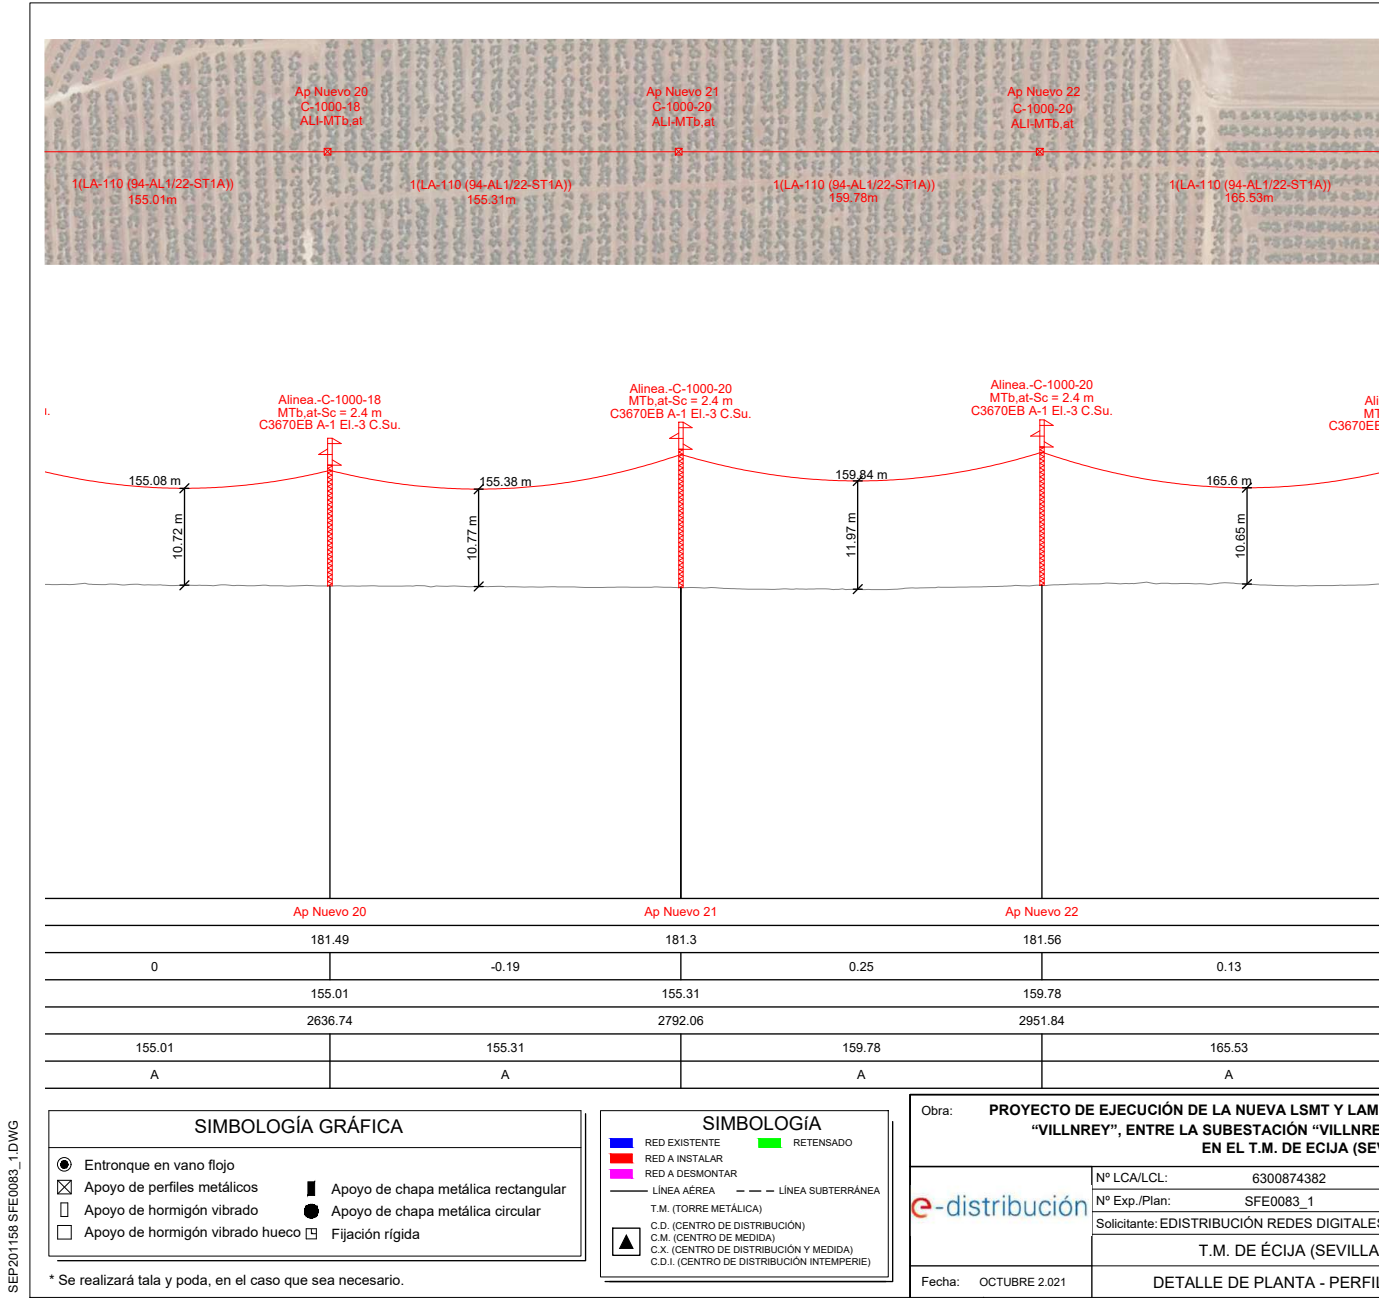 Ap Nuevo 20
C-1000-18
ALI-MTb,at
Ap Nuevo 21
C-1000-20
ALI-MTb,at
Ap Nuevo 22
C-1000-20
ALI-MTb,at
1(LA-110 (94-AL1/22-ST1A))
155.01m
1(LA-110 (94-AL1/22-ST1A))
155.31m
1(LA-110 (94-AL1/22-ST1A))
159.78m
1(LA-110 (94-AL1/22-ST1A))
165.53m
Alinea.-C-1000-18
MTb,at-Sc = 2.4 m
C3670EB A-1 El.-3 C.Su.
Alinea.-C-1000-20
MTb,at-Sc = 2.4 m
C3670EB A-1 El.-3 C.Su.
Alinea.-C-1000-20
MTb,at-Sc = 2.4 m
C3670EB A-1 El.-3 C.Su.
Ali
MT
C3670EE
155.08 m
155.38 m
159.84 m
165.6 m
10.72 m
10.77 m
11.97 m
10.65 m
Ap Nuevo 20 Ap Nuevo 21 Ap Nuevo 22
181.49 181.3 181.56
0 -0.19 0.25 0.13
155.01 155.31 159.78
2636.74 2792.06 2951.84
155.01 155.31 159.78 165.53
A A A A
SEP201158 SFE0083_1.DWG
SIMBOLOGÍA GRÁFICA
Entronque en vano flojo
Apoyo de perfiles metálicos
Apoyo de hormigón vibrado
Apoyo de hormigón vibrado hueco
Apoyo de chapa metálica rectangular
Apoyo de chapa metálica circular
Fijación rígida
* Se realizará tala y poda, en el caso que sea necesario.
SIMBOLOGíA
RED EXISTENTE
RETENSADO
RED A INSTALAR
RED A DESMONTAR
LÍNEA AÉREA
LÍNEA SUBTERRÁNEA
T.M. (TORRE METÁLICA)
C.D. (CENTRO DE DISTRIBUCIÓN)
C.M. (CENTRO DE MEDIDA)
C.X. (CENTRO DE DISTRIBUCIÓN Y MEDIDA)
C.D.I. (CENTRO DE DISTRIBUCIÓN INTEMPERIE)
Obra: PROYECTO DE EJECUCIÓN DE LA NUEVA LSMT Y LAM
“VILLNREY”, ENTRE LA SUBESTACIÓN “VILLNRE
EN EL T.M. DE ECIJA (SEV
e-distribución
Nº LCA/LCL: 6300874382
Nº Exp./Plan: SFE0083_1
Solicitante: EDISTRIBUCIÓN REDES DIGITALES
T.M. DE ÉCIJA (SEVILLA
Fecha: OCTUBRE 2.021
DETALLE DE PLANTA - PERFIL